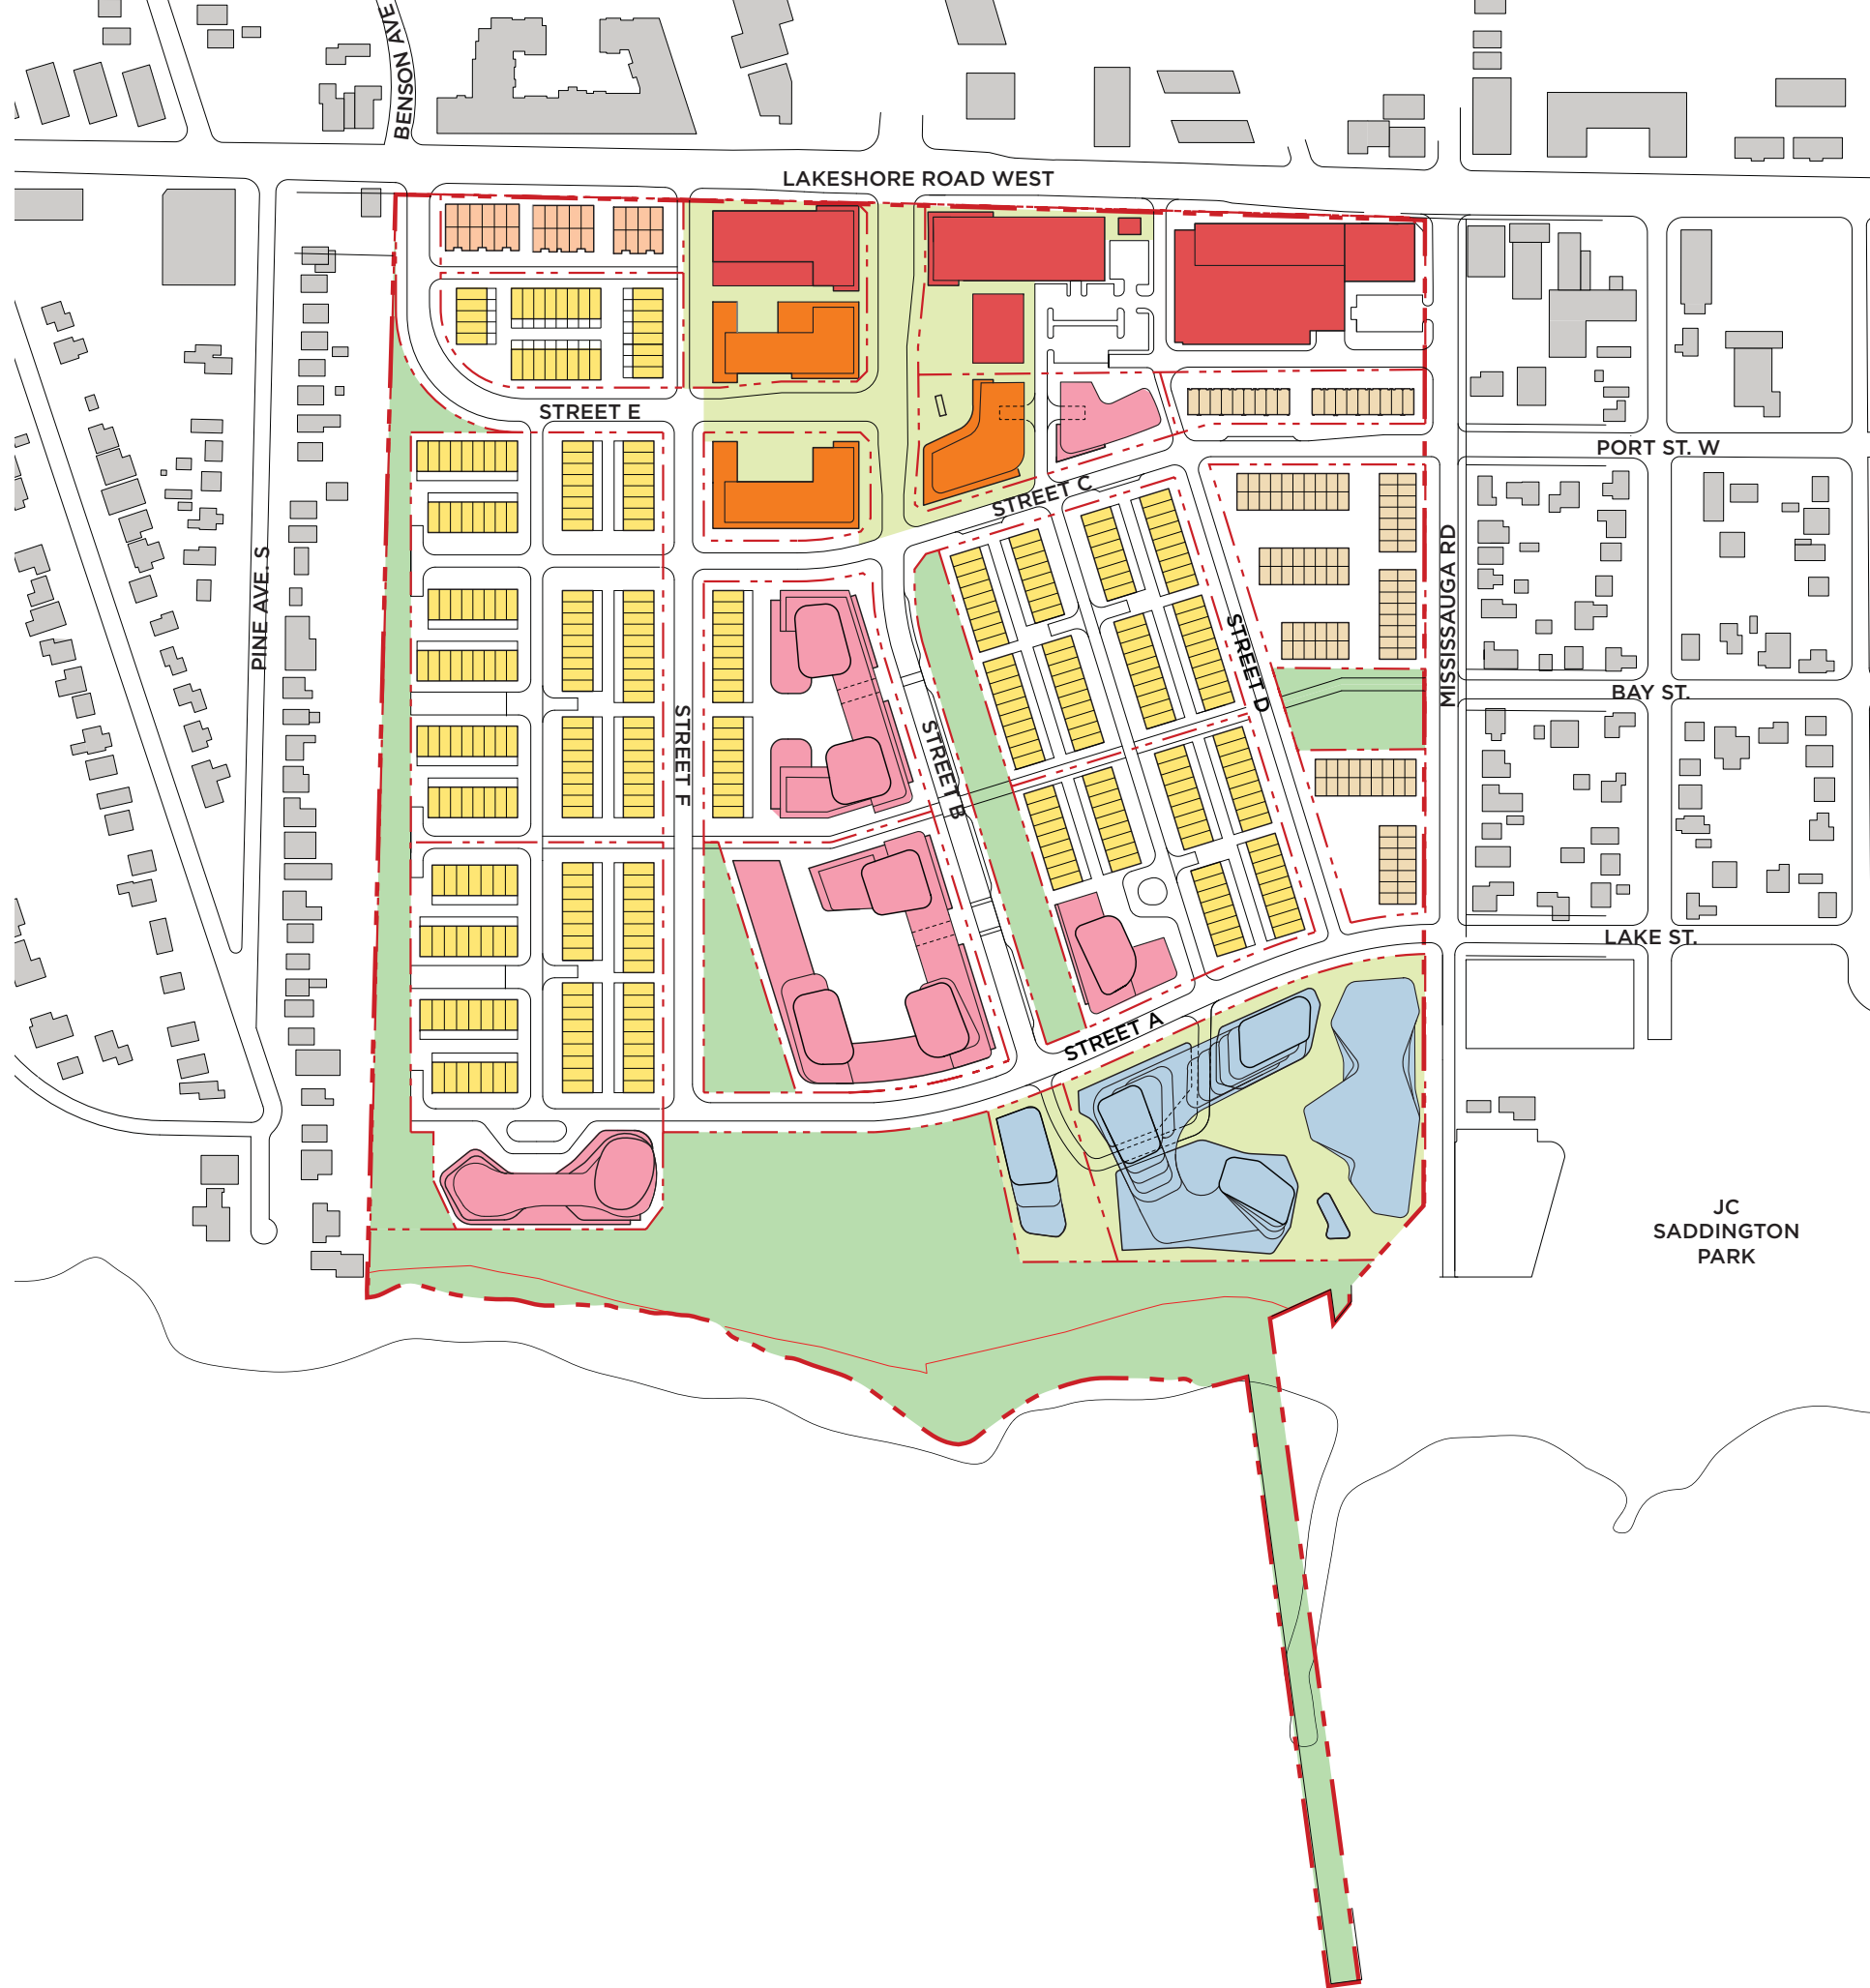 BENSON AVE
LAKESHORE ROAD WEST
STREET E
PORT ST. W
STREET C
PINE AVE. S
MISSISSAUGA RD
STREET D
BAY ST.
STREET F
STREET B
LAKE ST.
STREET A
JC
SADDINGTON
PARK